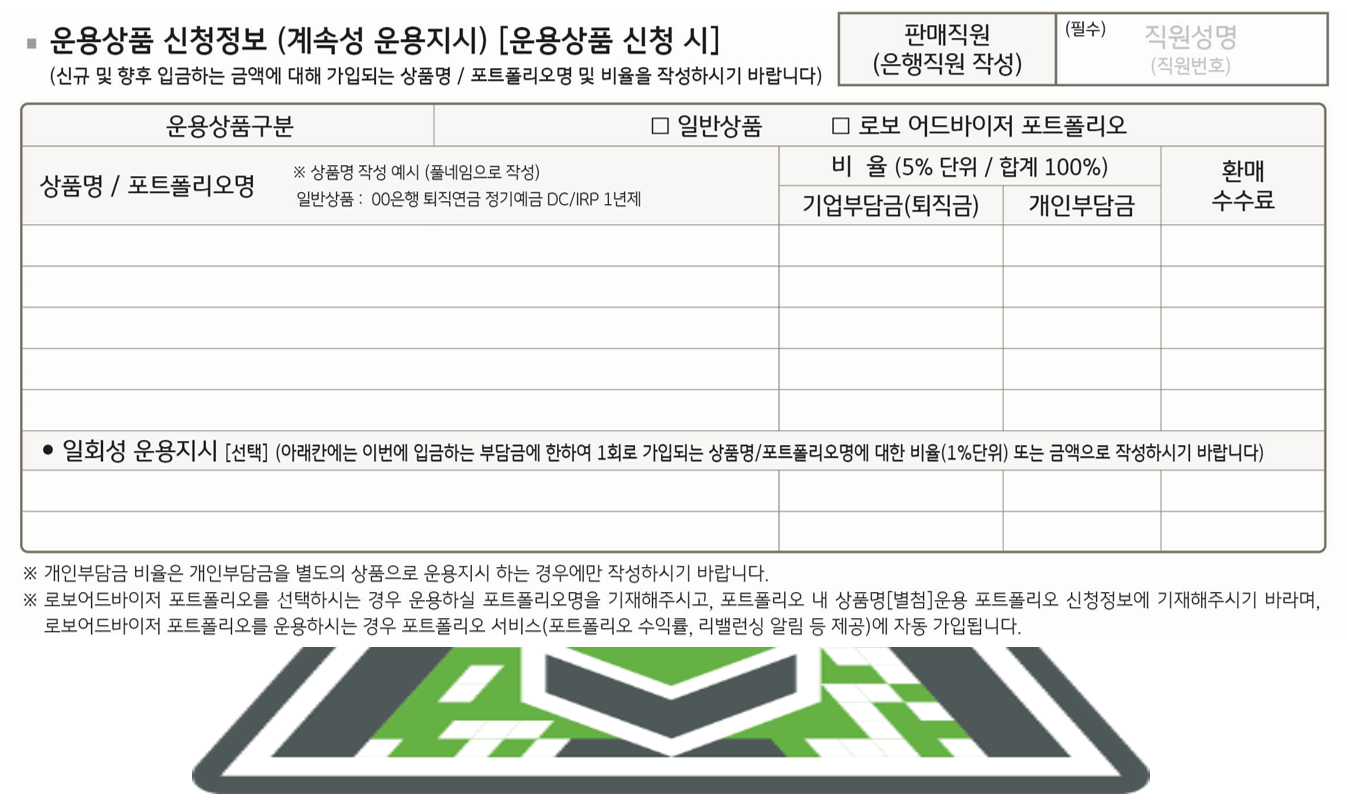 운용상품 신청정보 (계속성 운용지시) [운용상품 신청 시]
(신규 및 향후 입금하는 금액에 대해 가입되는 상품명 / 포트폴리오명 및 비율을 작성하시기 바랍니다)
판매직원
(은행직원 작성)
(필수)
직원성명
(직원번호)
운용상품구분
□ 일반상품
□ 로보 어드바이저 포트폴리오
상품명 / 포트폴리오명
※ 상품명 작성 예시 (풀네임으로 작성)
일반상품 : 00은행 퇴직연금 정기예금 DC/IRP 1년제
비 율 (5% 단위 / 합계 100%)
기업부담금(퇴직금)
개인부담금
환매
수수료
● 일회성 운용지시 [선택] (아래칸에는 이번에 입금하는 부담금에 한하여 1회로 가입되는 상품명/포트폴리오명에 대한 비율(1%단위) 또는 금액으로 작성하시기 바랍니다)
※ 개인부담금 비율은 개인부담금을 별도의 상품으로 운용지시 하는 경우에만 작성하시기 바랍니다.
※ 로보어드바이저 포트폴리오를 선택하시는 경우 운용하실 포트폴리오명을 기재해주시고, 포트폴리오 내 상품명[별첨]운용 포트폴리오 신청정보에 기재해주시기 바라며,
로보어드바이저 포트폴리오를 운용하시는 경우 포트폴리오 서비스(포트폴리오 수익률, 리밸런싱 알림 등 제공)에 자동 가입됩니다.